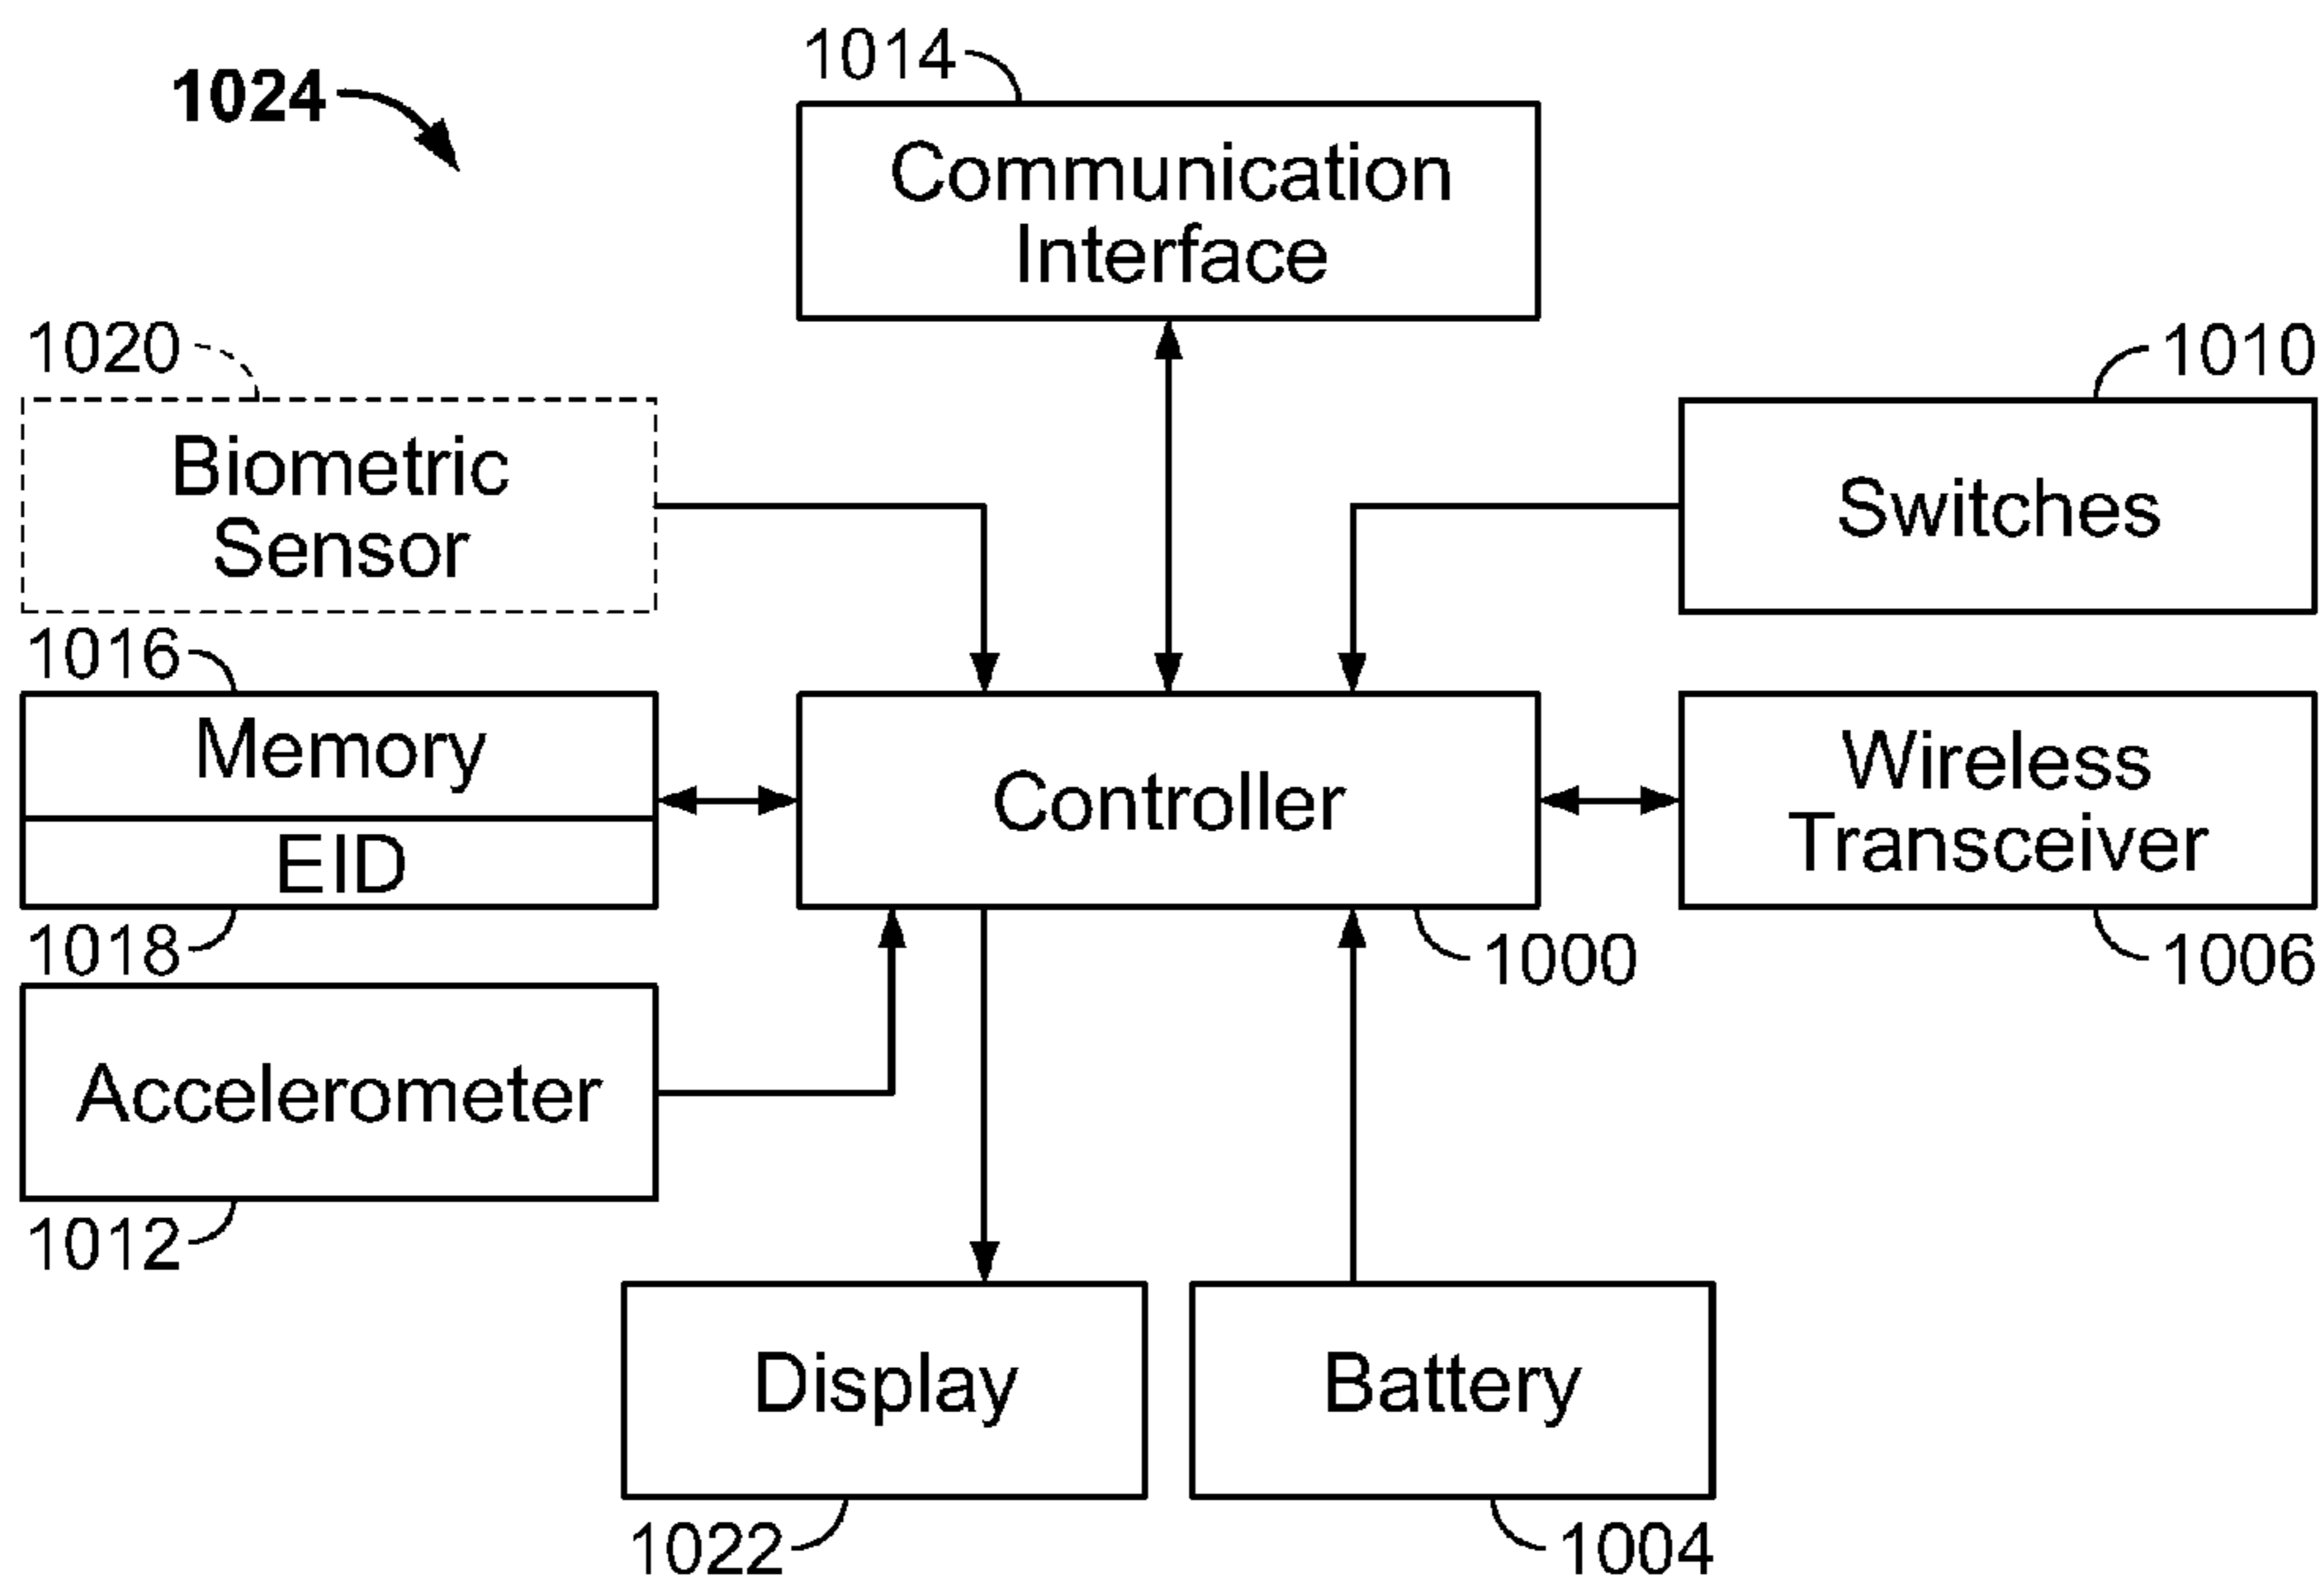 1014
1024
Communication
Interface
1020
1010
Biometric
Sensor
Switches
1016
Memory
EID
Controller
Wireless
Transceiver
1018
1000
1006
Accelerometer
1012
Display
Battery
1022
1004